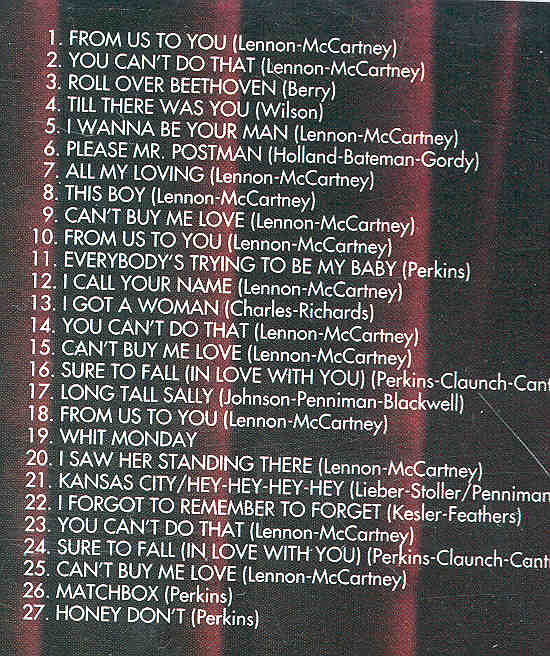 1. FROM US TO YOU (Lennon-McCartney)
2. YOU CAN'T DO THAT (Lennon-McCartney)
3. ROLL OVER BEETHOVEN (Berry)
4. TILL THERE WAS YOU (Wilson)
5. I WANNA BE YOUR MAN (Lennon-McCartney)
6. PLEASE MR. POSTMAN (Holland-Bateman-Gordy)
7. ALL MY LOVING (Lennon-McCartney)
8. THIS BOY (Lennon-McCartney)
9. CAN'T BUY ME LOVE (Lennon-McCartney)
10. FROM US TO YOU (Lennon-McCartney)
11. EVERYBODY'S TRYING TO BE MY BABY (Perkins)
12. I CALL YOUR NAME (Lennon-McCartney)
13. I GOT A WOMAN (Charles-Richards)
14. YOU CAN'T DO THAT (Lennon-McCartney)
15. CAN'T BUY ME LOVE (Lennon-McCartney)
16. SURE TO FALL (IN LOVE WITH YOU) (Perkins-Claunch-Cant
17. LONG TALL SALLY (Johnson-Penniman-Blackwell)
18. FROM US TO YOU (Lennon-McCartney)
19. WHIT MONDAY
20. I SAW HER STANDING THERE (Lennon-McCartney)
21. KANSAS CITY/HEY-HEY-HEY-HEY (Lieber-Stoller/Penniman
22. I FORGOT TO REMEMBER TO FORGET (Kesler-Feathers)
23. YOU CAN'T DO THAT (Lennon-McCartney)
24. SURE TO FALL (IN LOVE WITH YOU) (Perkins-Claunch-Cant
25. CAN'T BUY ME LOVE (Lennon-McCartney)
26. MATCHBOX (Perkins)
27. HONEY DON'T (Perkins)